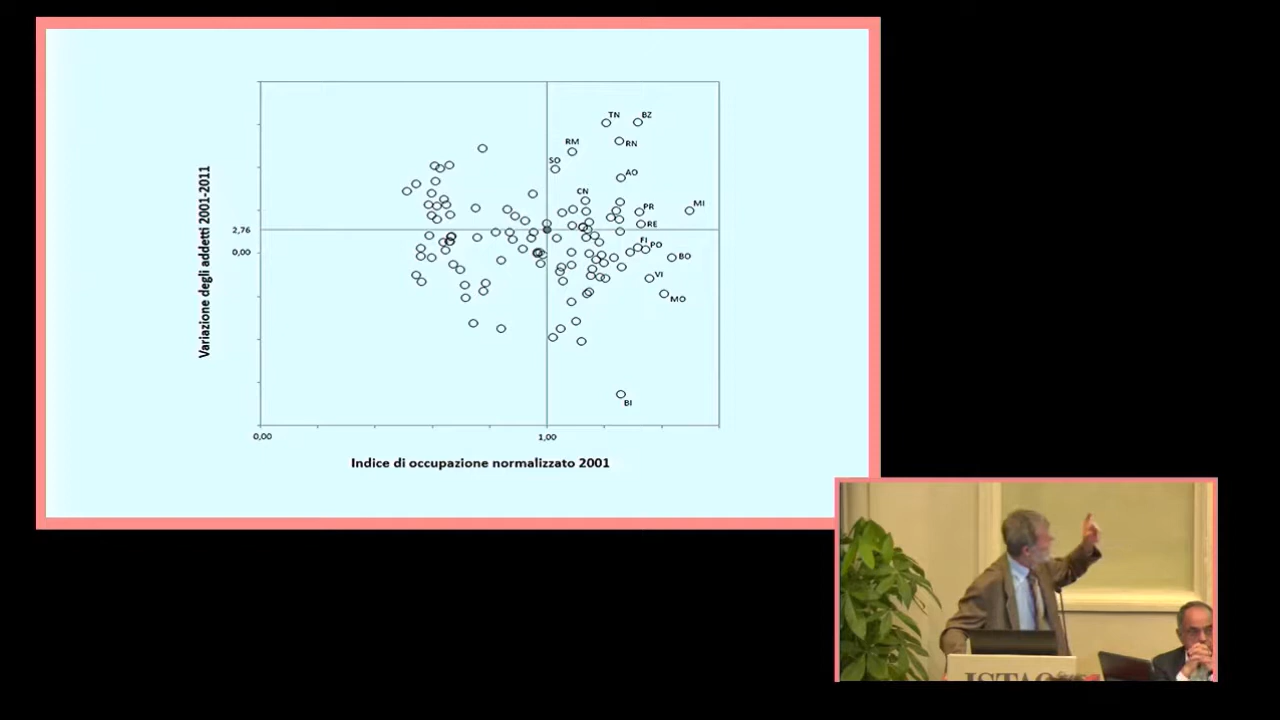 TN
BZ
RN
RM
SO
AO
CN
PR
MI
RE
FI
PO
BO
VI
MO
BI
2,76
0,00
Variazione degli addetti 2001-2011
0,00
1,00
Indice di occupazione normalizzato 2001